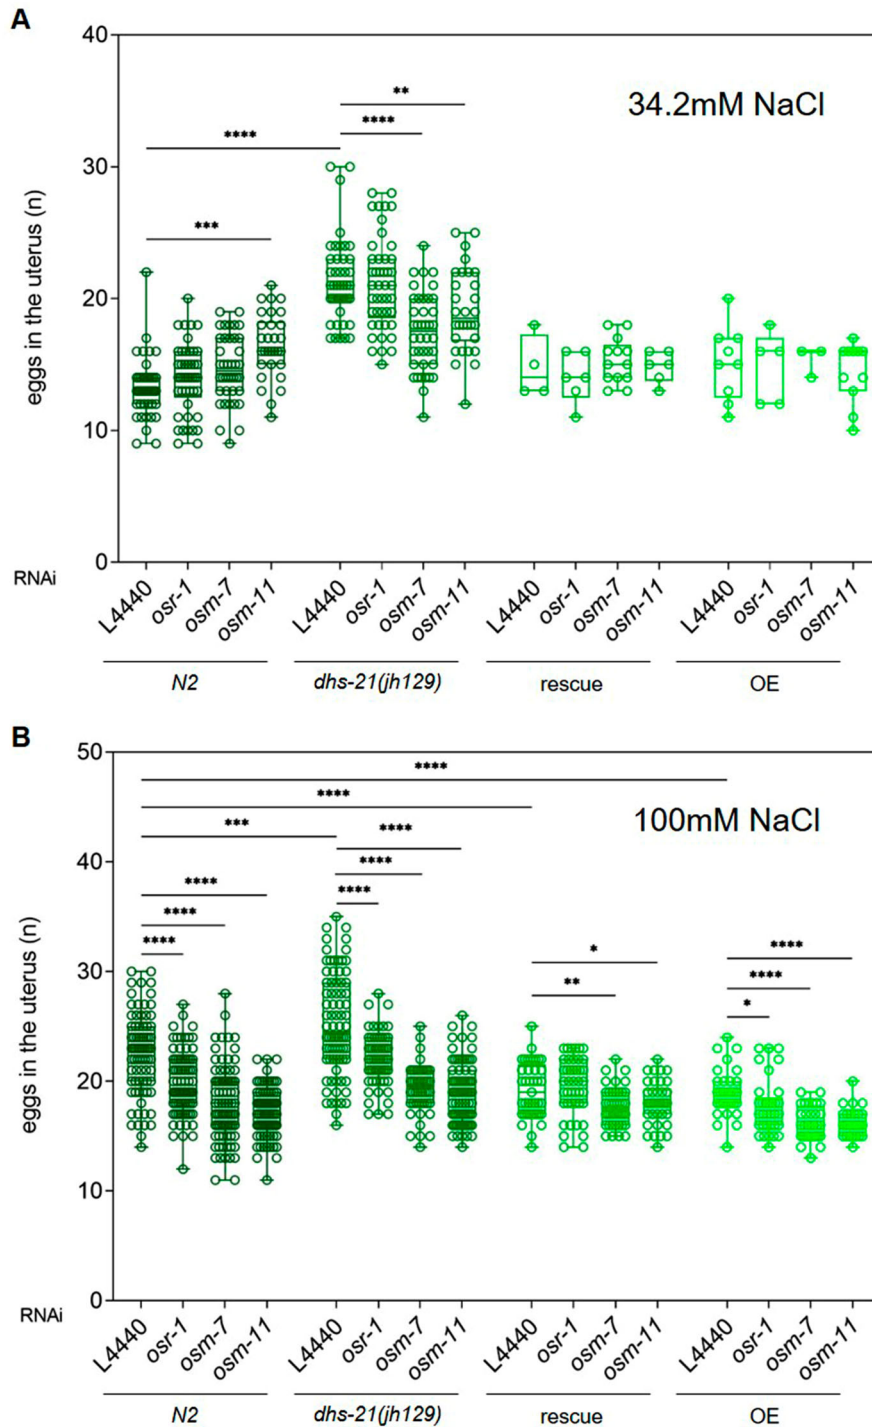 A
40
34.2mM NaCl
**
****
****
30
***
eggs in the uterus (n)
20
10
0
RNAi
L4440 osr-1 osm-7 osm-11 L4440 osr-1 osm-7 osm-11 L4440 osr-1 osm-7 osm-11 L4440 osr-1 osm-7 osm-11
N2 dhs-21(jh129) rescue OE
B
50
****
****
100mM NaCl
*** ****
40
****
**** ****
****
****
* ****
30
** ****
*
eggs in the uterus (n)
20
10
0
RNAi
L4440 osr-1 osm-7 osm-11 L4440 osr-1 osm-7 osm-11 L4440 osr-1 osm-7 osm-11 L4440 osr-1 osm-7 osm-11
N2 dhs-21(jh129) rescue OE